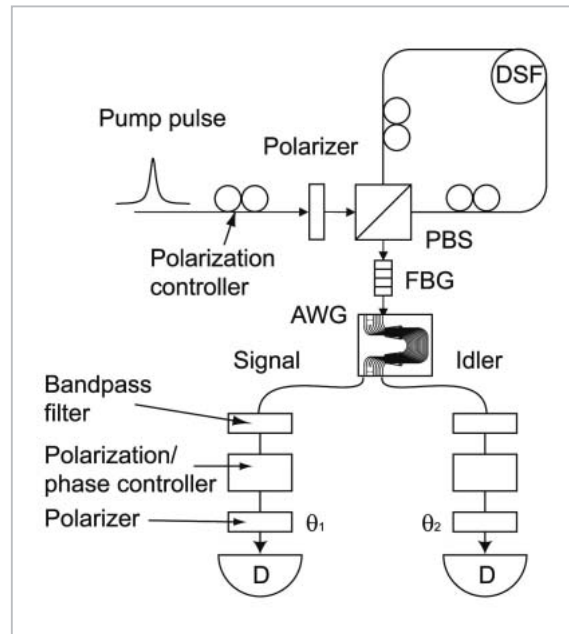 DSF
Pump pulse
Polarizer
PBS
Polarization
controller
FBG
AWG
Signal
Idler
Bandpass
filter
Polarization/
phase controller
Polarizer
θ₁
θ₂
D
D